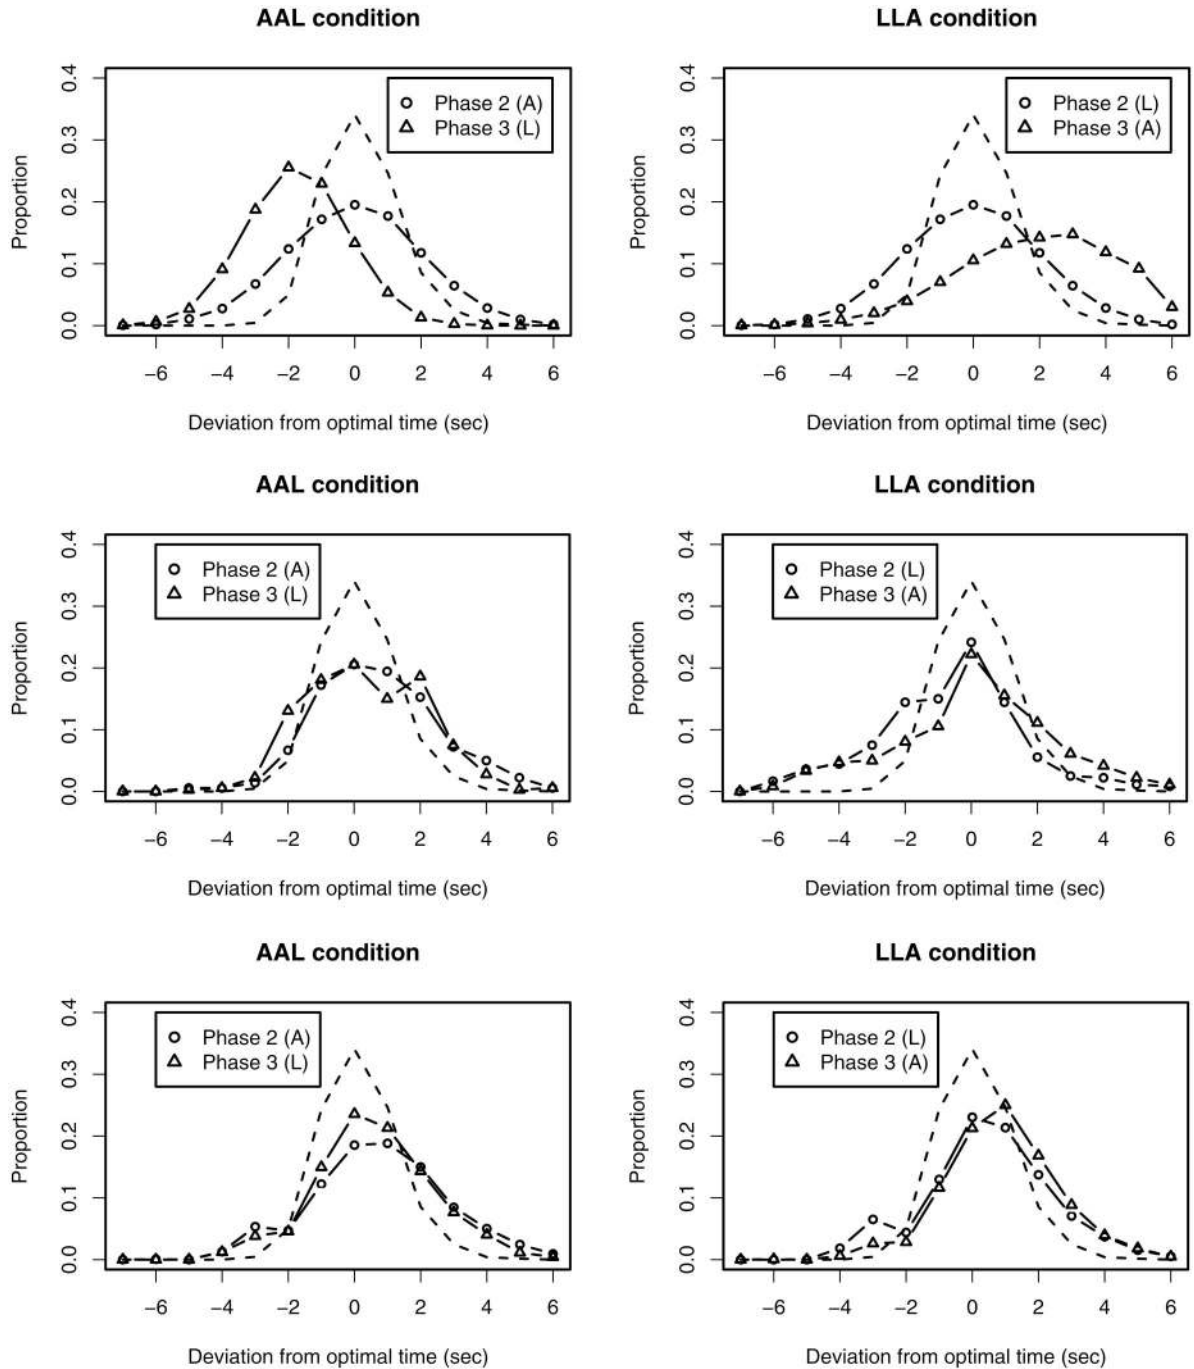 AAL condition
Proportion
0.4
0.3
0.2
0.1
0.0
Phase 2 (A)
Phase 3 (L)
−6 −4 −2 0 2 4 6
Deviation from optimal time (sec)
LLA condition
Proportion
0.4
0.3
0.2
0.1
0.0
Phase 2 (L)
Phase 3 (A)
−6 −4 −2 0 2 4 6
Deviation from optimal time (sec)
AAL condition
Proportion
0.4
0.3
0.2
0.1
0.0
Phase 2 (A)
Phase 3 (L)
−6 −4 −2 0 2 4 6
Deviation from optimal time (sec)
LLA condition
Proportion
0.4
0.3
0.2
0.1
0.0
Phase 2 (L)
Phase 3 (A)
−6 −4 −2 0 2 4 6
Deviation from optimal time (sec)
AAL condition
Proportion
0.4
0.3
0.2
0.1
0.0
Phase 2 (A)
Phase 3 (L)
−6 −4 −2 0 2 4 6
Deviation from optimal time (sec)
LLA condition
Proportion
0.4
0.3
0.2
0.1
0.0
Phase 2 (L)
Phase 3 (A)
−6 −4 −2 0 2 4 6
Deviation from optimal time (sec)